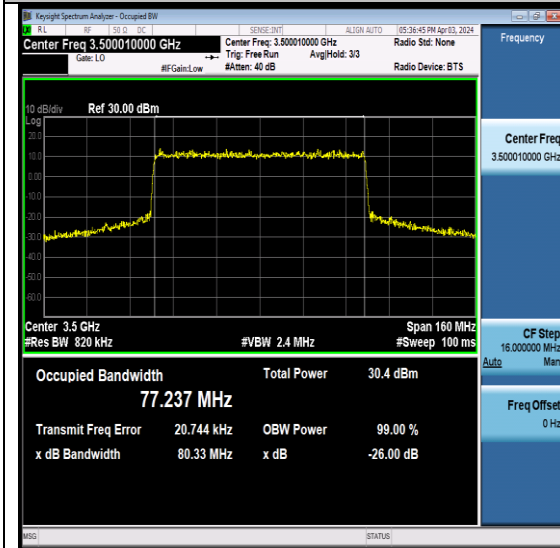 Keysight Spectrum Analyzer - Occupied BW
RL RF 50 Ω DC SENSE:INT ALIGN AUTO 05:36:45 PM Apr 03, 2024
Center Freq 3.500010000 GHz Center Freq: 3.500010000 GHz Radio Std: None Frequency
Gate: LO Trig: Free Run Avg|Hold: 3/3
#IFGain:Low #Atten: 40 dB Radio Device: BTS
10 dB/div Ref 30.00 dBm
Log
20.0
10.0
0.00
-10.0
-20.0
-30.0
-40.0
-50.0
-60.0
Center Freq
3.500010000 GHz
Center 3.5 GHz Span 160 MHz
#Res BW 820 kHz #VBW 2.4 MHz #Sweep 100 ms
CF Step
16.000000 MHz
Auto Man
Occupied Bandwidth Total Power 30.4 dBm
77.237 MHz
Freq Offset
0 Hz
Transmit Freq Error 20.744 kHz OBW Power 99.00 %
x dB Bandwidth 80.33 MHz x dB -26.00 dB
MSG STATUS